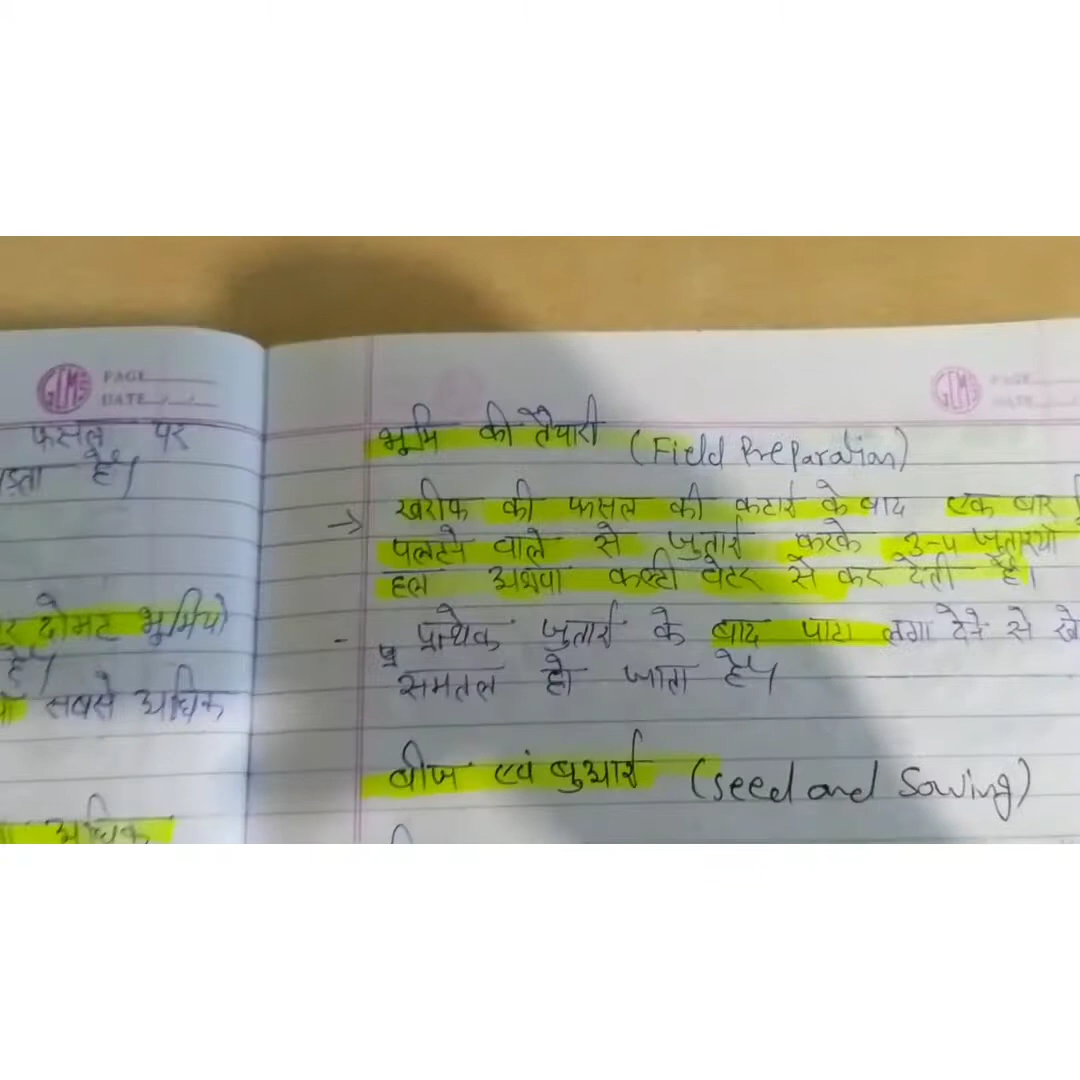 PAGE
DATE
फसल पर
है।
दोमट भूमियो
है।
सबसे अधिक
अधिक
भूमि की तैयारी (Field Preparation)
→ खरीफ की फसल की कटाई के बाद एक बार
पलटने वाले से जुताई करके 3-4 जुताइयो
हल अथवा कल्टी वेटर से कर देती है।
- प्रत्येक जुताई के बाद पाटा लगा देने से
समतल हो जाता है।
बीज एवं बुआई (seed and Sowing)